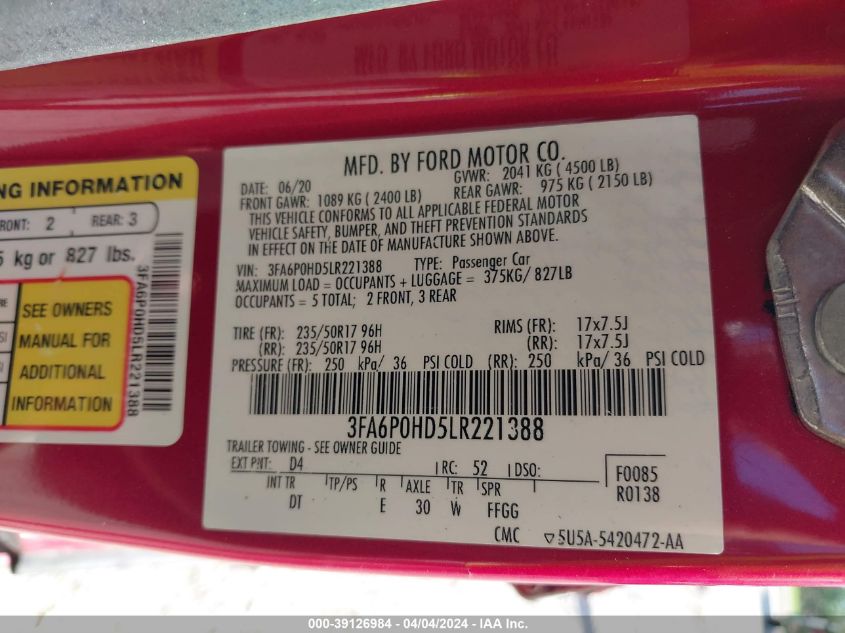 MFD. BY FORD MOTOR CO.
DATE: 06/20 GVWR: 2041 KG ( 4500 LB)
FRONT GAWR: 1089 KG ( 2400 LB) REAR GAWR: 975 KG ( 2150 LB)
THIS VEHICLE CONFORMS TO ALL APPLICABLE FEDERAL MOTOR
VEHICLE SAFETY, BUMPER, AND THEFT PREVENTION STANDARDS
IN EFFECT ON THE DATE OF MANUFACTURE SHOWN ABOVE.
VIN: 3FA6P0HD5LR221388 TYPE: Passenger Car
MAXIMUM LOAD = OCCUPANTS + LUGGAGE = 375KG/ 827LB
OCCUPANTS = 5 TOTAL; 2 FRONT, 3 REAR
TIRE (FR): 235/50R17 96H RIMS (FR): 17x7.5J
(RR): 235/50R17 96H (RR): 17x7.5J
PRESSURE (FR): 250 kPa/ 36 PSI COLD (RR): 250 kPa/ 36 PSI COLD
3FA6P0HD5LR221388
TRAILER TOWING - SEE OWNER GUIDE
EXT PNT: D4 RC: 52 DSO: F0085
INT TR TP/PS R AXLE TR SPR R0138
DT E 30 W FFGG
CMC ▽5U5A-5420472-AA
NG INFORMATION
RONT: 2 REAR: 3
5 kg or 827 lbs.
SEE OWNERS
MANUAL FOR
ADDITIONAL
INFORMATION
3FA6P0HD5LR221388
000-39126984 - 04/04/2024 - IAAI.com